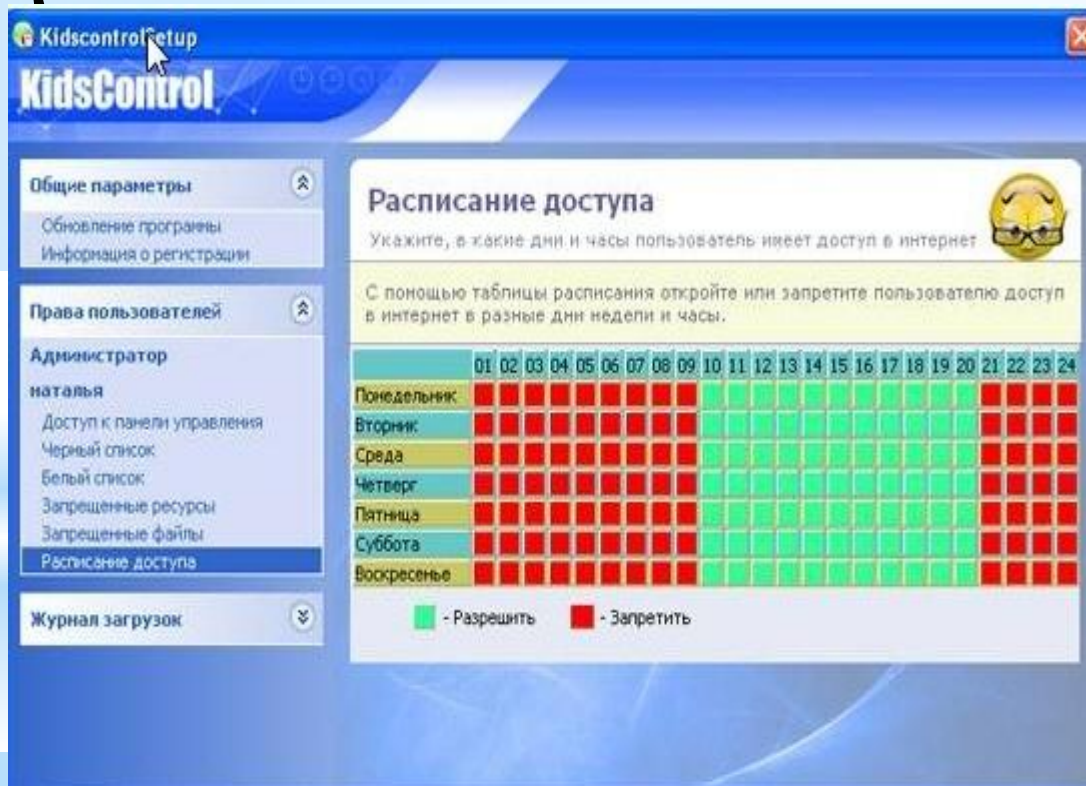 KidscontrolSetup
KidsControl
Общие параметры
Обновление программы
Информация о регистрации
Права пользователей
Администратор
наталья
Доступ к панели управления
Черный список
Белый список
Запрещенные ресурсы
Запрещенные файлы
Расписание доступа
Журнал загрузок
Расписание доступа
Укажите, в какие дни и часы пользователь имеет доступ в интернет
С помощью таблицы расписания откройте или запретите пользователю доступ
в интернет в разные дни недели и часы.
01 02 03 04 05 06 07 08 09 10 11 12 13 14 15 16 17 18 19 20 21 22 23 24
Понедельник
Вторник
Среда
Четверг
Пятница
Суббота
Воскресенье
- Разрешить - Запретить